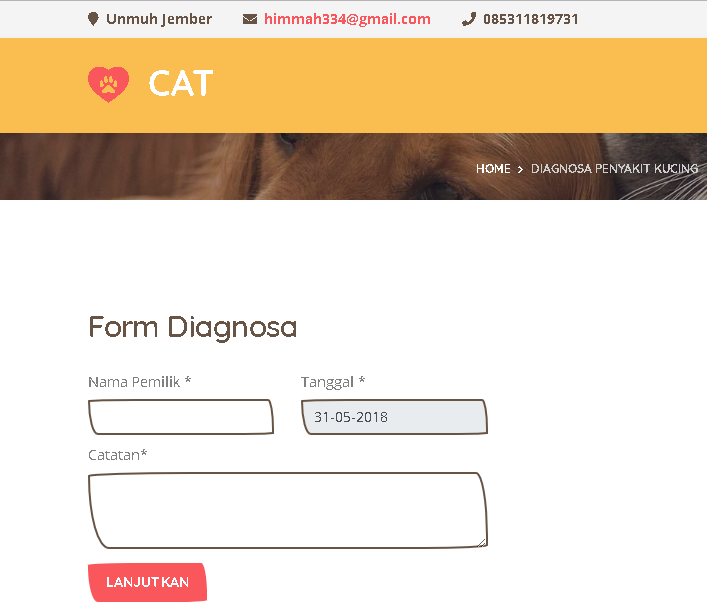 Unmuh Jember himmah334@gmail.com 085311819731
CAT
HOME > DIAGNOSA PENYAKIT KUCING
Form Diagnosa
Nama Pemilik * Tanggal *
31-05-2018
Catatan*
LANJUTKAN